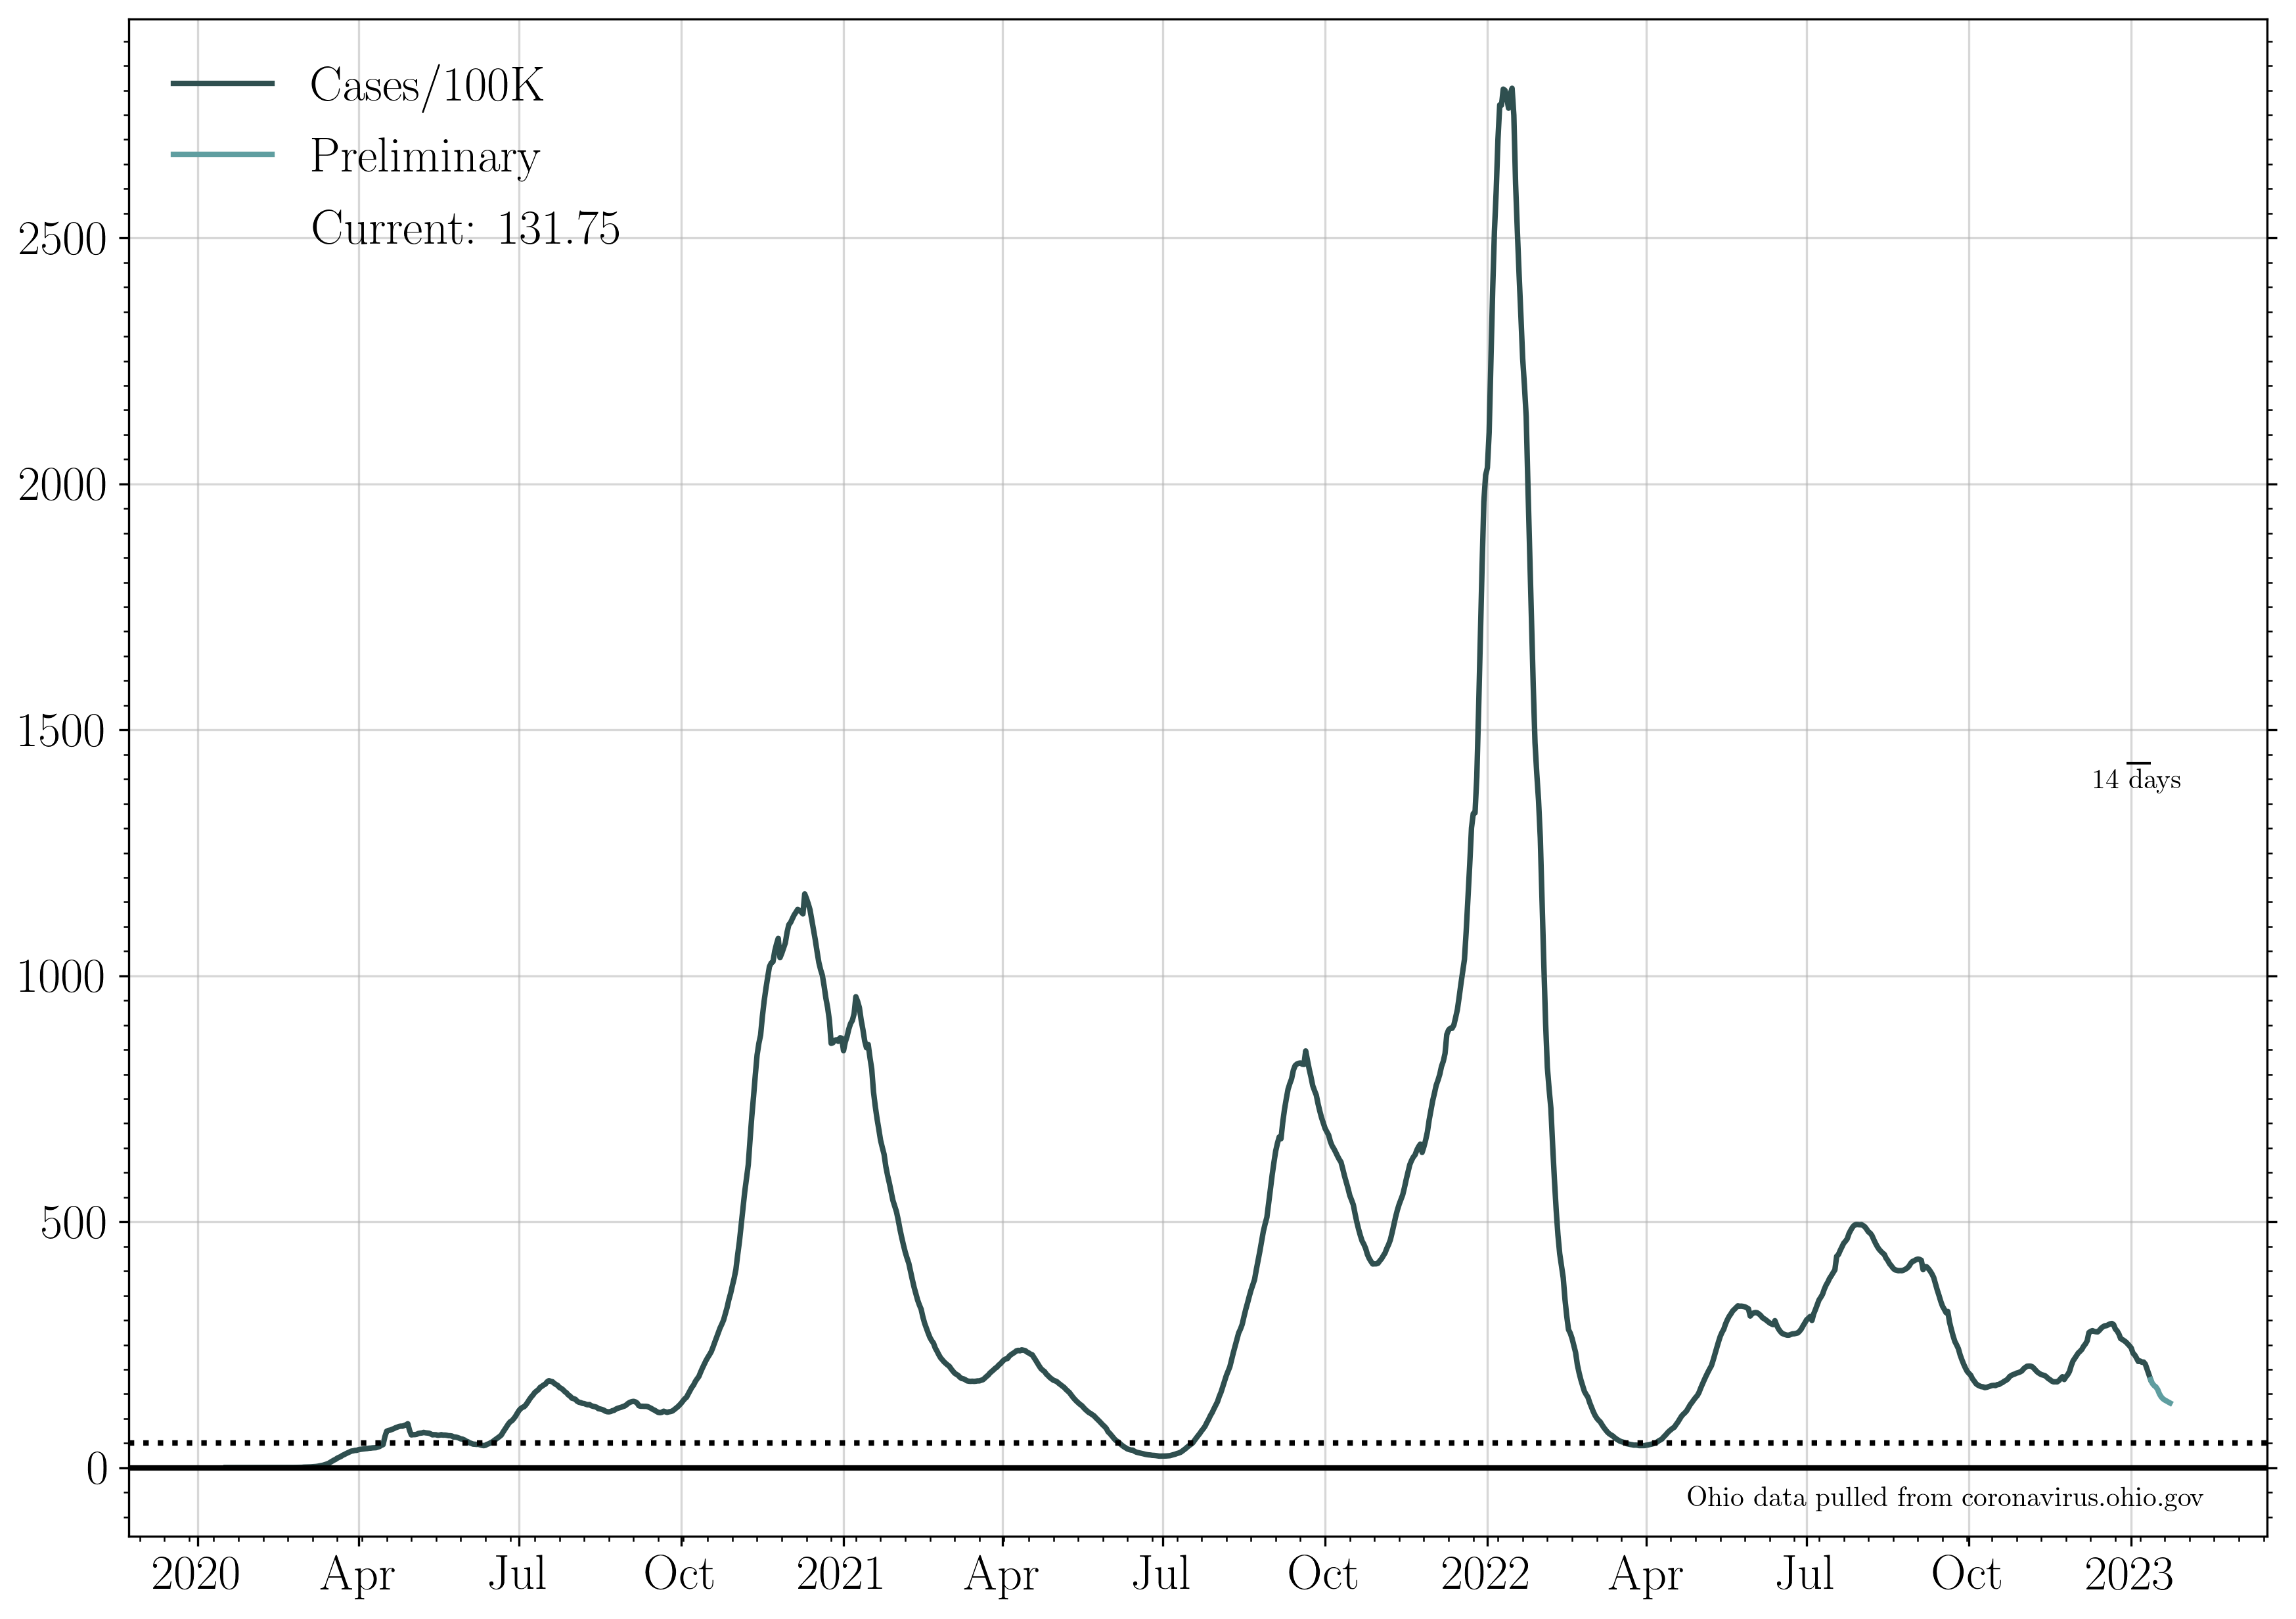 Cases/100K
Preliminary
Current: 131.75
2500
2000
1500
14 days
1000
500
0
Ohio data pulled from coronavirus.ohio.gov
2020 Apr Jul Oct 2021 Apr Jul Oct 2022 Apr Jul Oct 2023